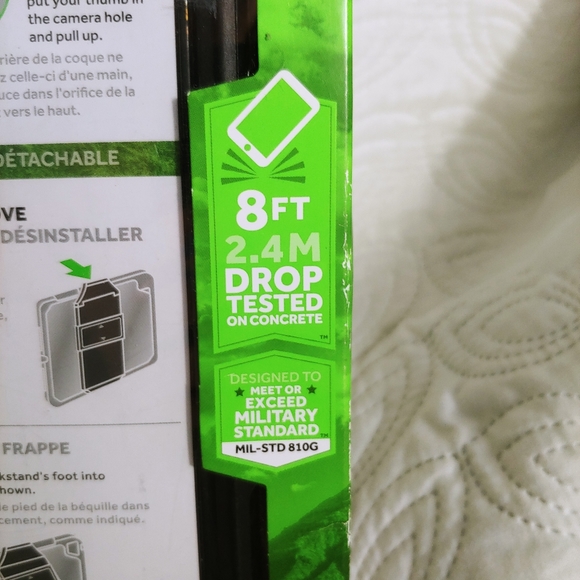 put your thumb in
the camera hole
and pull up.
rière de la coque ne
z celle-ci d'une main,
uce dans l'orifice de la
vers le haut.
DÉTACHABLE
OVE
DÉSINSTALLER
8FT
2.4M
DROP
TESTED
ON CONCRETE
™
DESIGNED TO
MEET OR
EXCEED
MILITARY
STANDARD™
MIL-STD 810G
FRAPPE
kstand's foot into
hown.
e pied de la béquille dans
cement, comme indiqué.